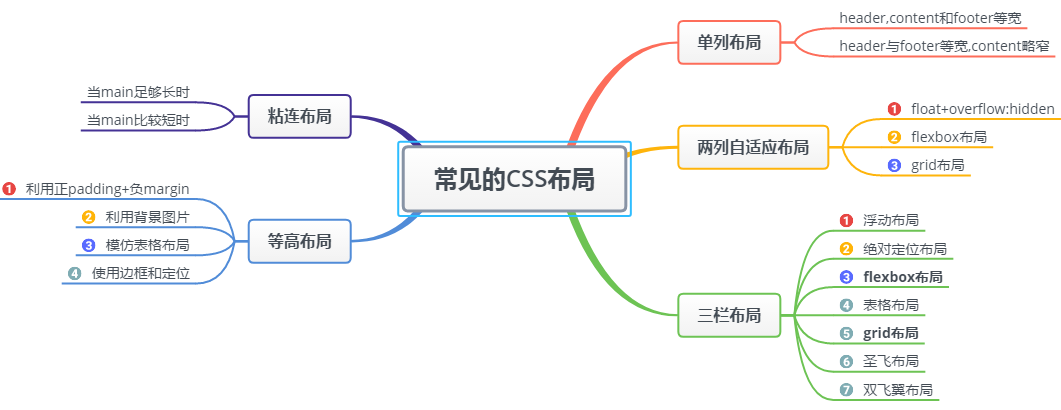 常见的CSS布局
单列布局
header,content和footer等宽
header与footer等宽,content略窄
两列自适应布局
1 float+overflow:hidden
2 flexbox布局
3 grid布局
三栏布局
1 浮动布局
2 绝对定位布局
3 flexbox布局
4 表格布局
5 grid布局
6 圣飞布局
7 双飞翼布局
粘连布局
当main足够长时
当main比较短时
等高布局
1 利用正padding+负margin
2 利用背景图片
3 模仿表格布局
4 使用边框和定位